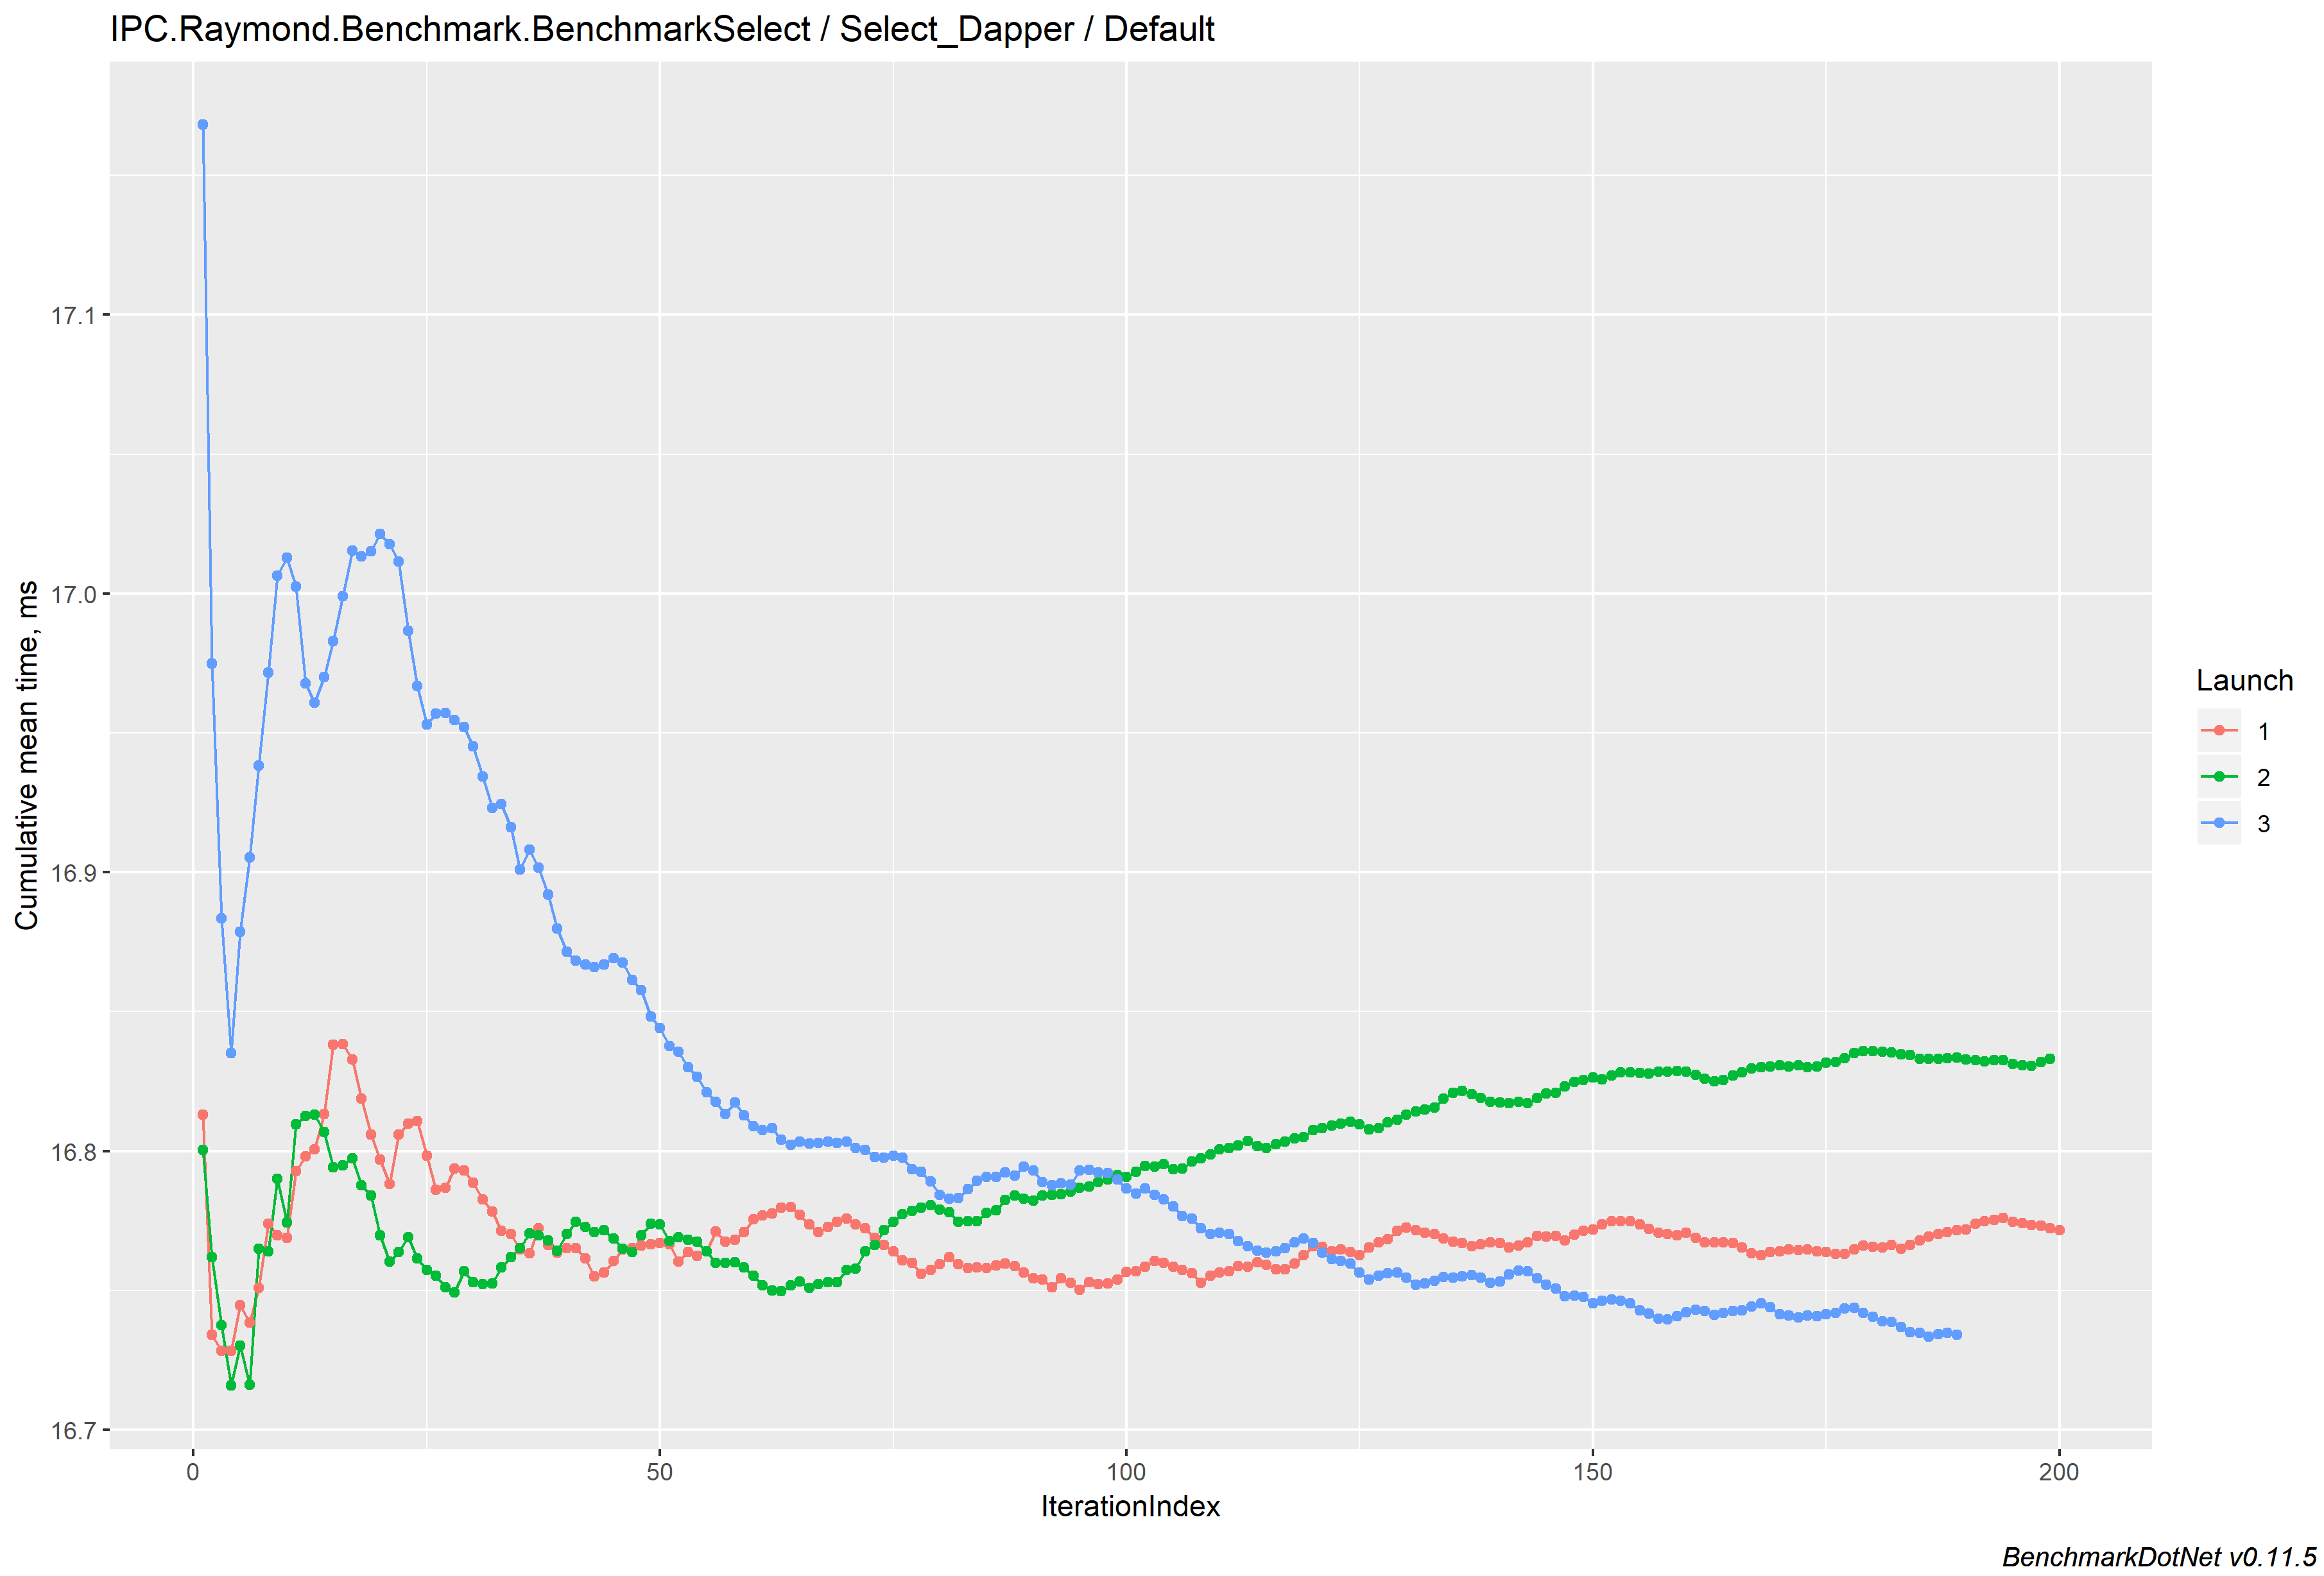 IPC.Raymond.Benchmark.BenchmarkSelect / Select_Dapper / Default
Cumulative mean time, ms
17.1
17.0
16.9
16.8
16.7
0 50 100 150 200
IterationIndex
Launch
1
2
3
BenchmarkDotNet v0.11.5